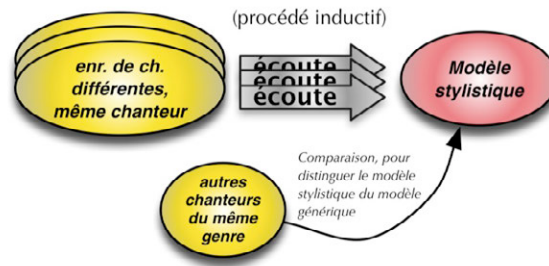 (procédé inductif)
enr. de ch.
différentes,
même chanteur
écoute
écoute
écoute
Modèle
stylistique
Comparaison, pour
distinguer le modèle
stylistique du modèle
générique
autres
chanteurs
du même
genre